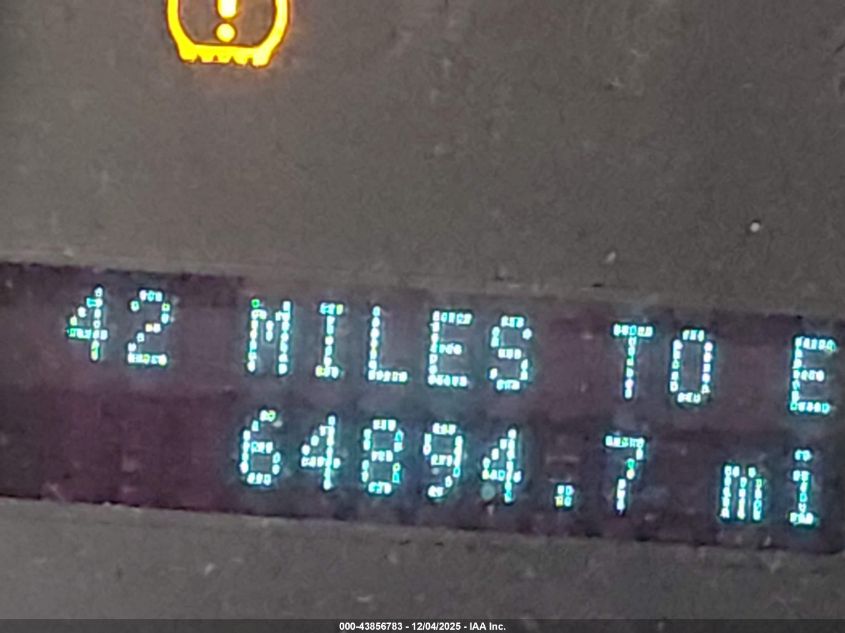 42 MILES TO E
64894.7 mi
000-43856783 - 12/04/2025 - IAA Inc.